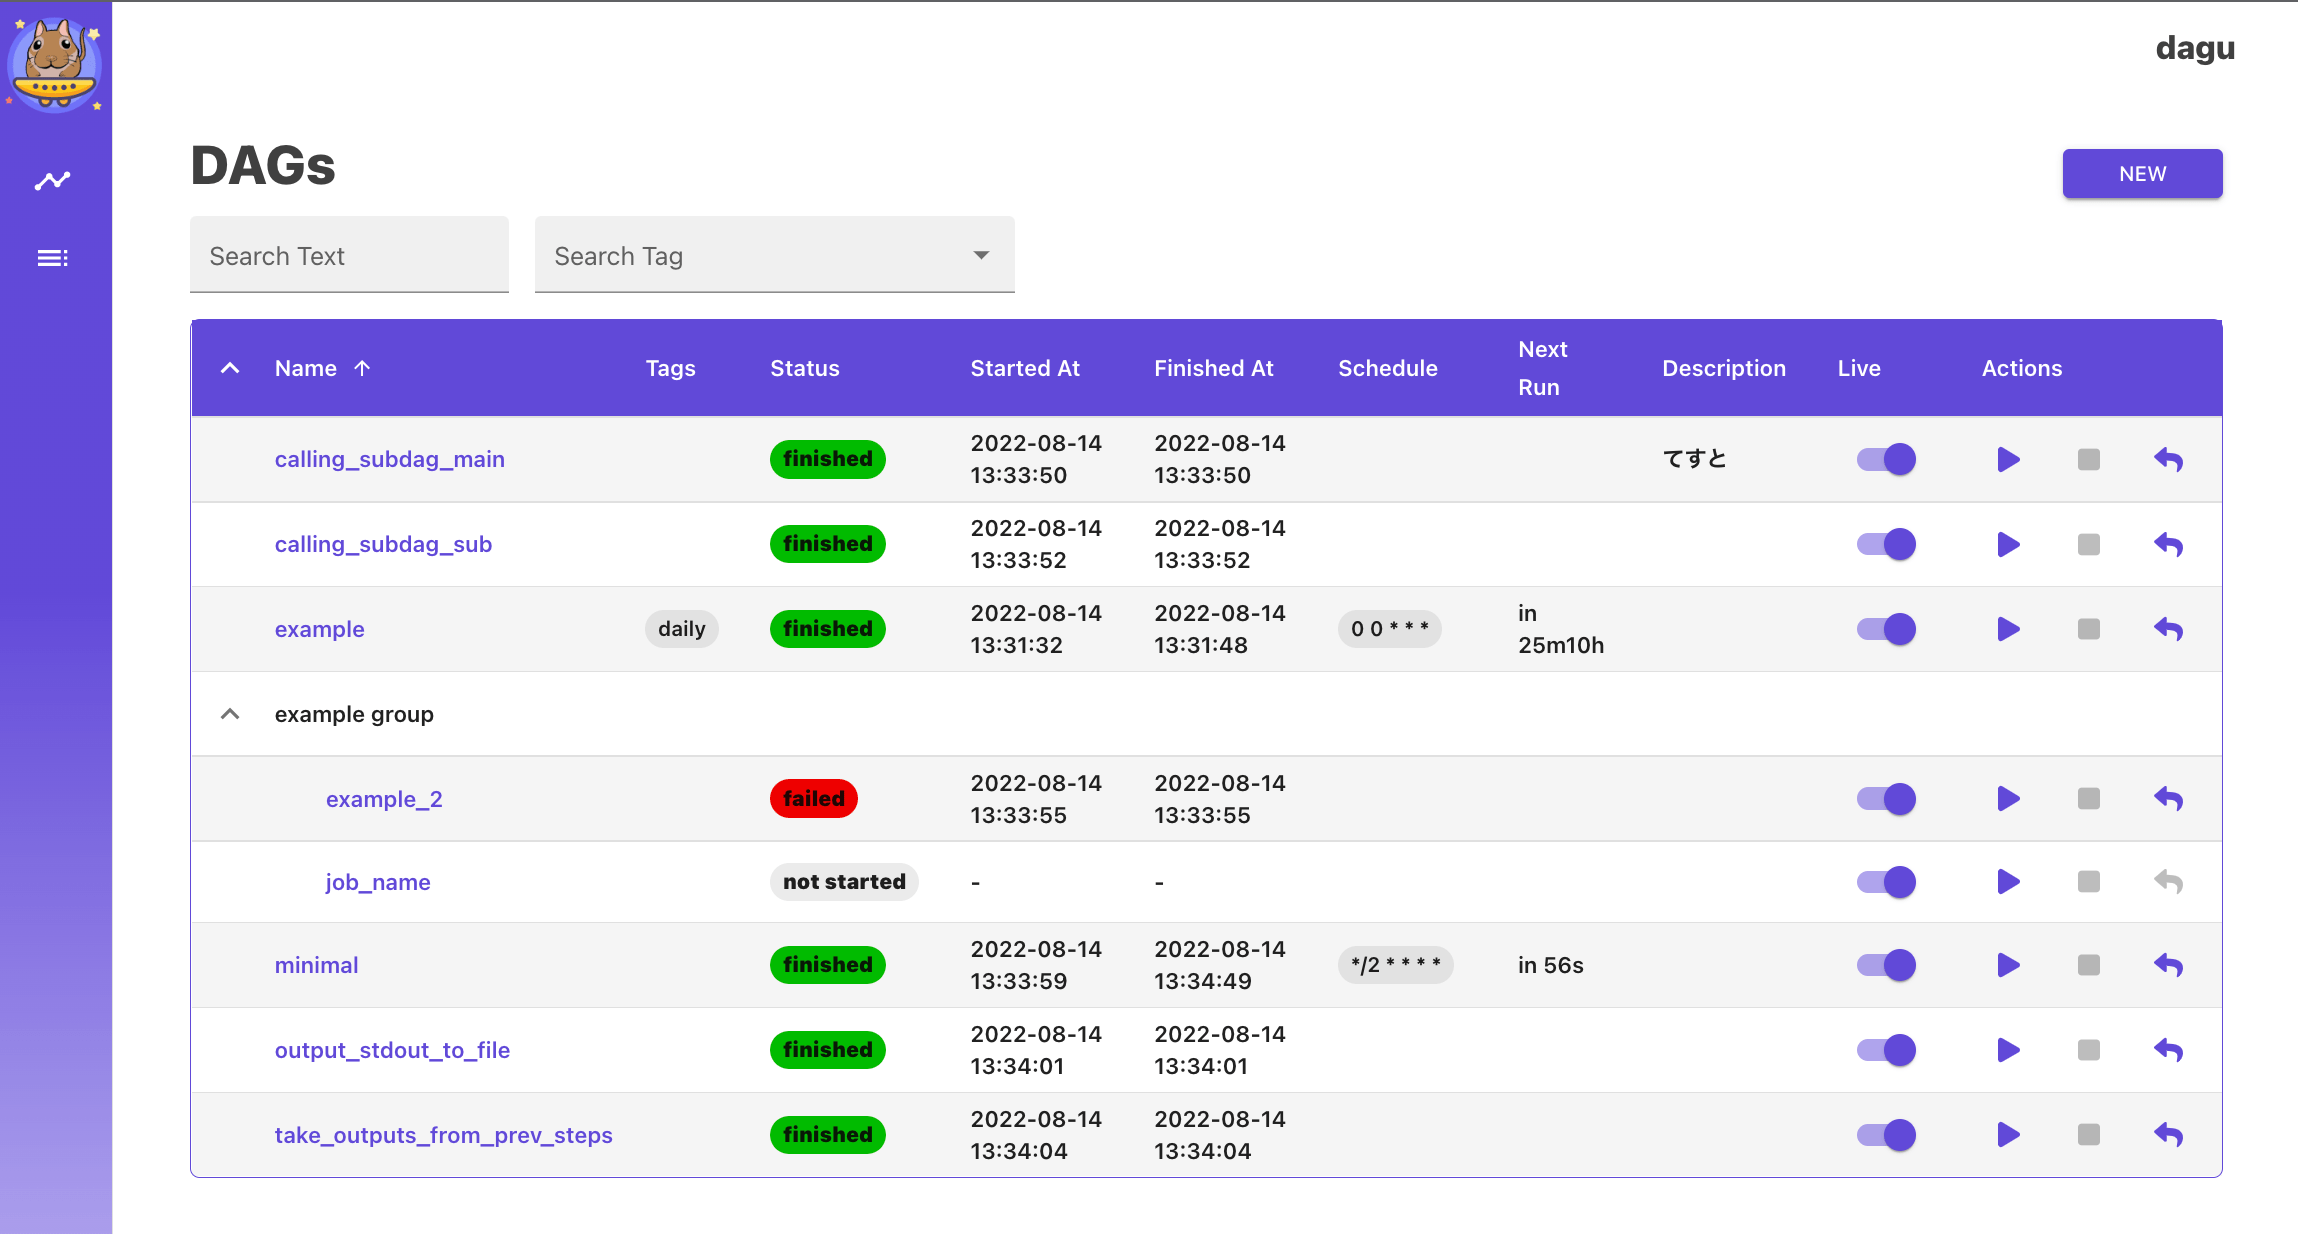 dagu
DAGs
NEW
Search Text
Search Tag
Name Tags Status Started At Finished At Schedule Next Run Description Live Actions
calling_subdag_main finished 2022-08-14 13:33:50 2022-08-14 13:33:50 てすと
calling_subdag_sub finished 2022-08-14 13:33:52 2022-08-14 13:33:52
example daily finished 2022-08-14 13:31:32 2022-08-14 13:31:48 0 0 * * * in 25m10h
example group
example_2 failed 2022-08-14 13:33:55 2022-08-14 13:33:55
job_name not started - -
minimal finished 2022-08-14 13:33:59 2022-08-14 13:34:49 */2 * * * * in 56s
output_stdout_to_file finished 2022-08-14 13:34:01 2022-08-14 13:34:01
take_outputs_from_prev_steps finished 2022-08-14 13:34:04 2022-08-14 13:34:04